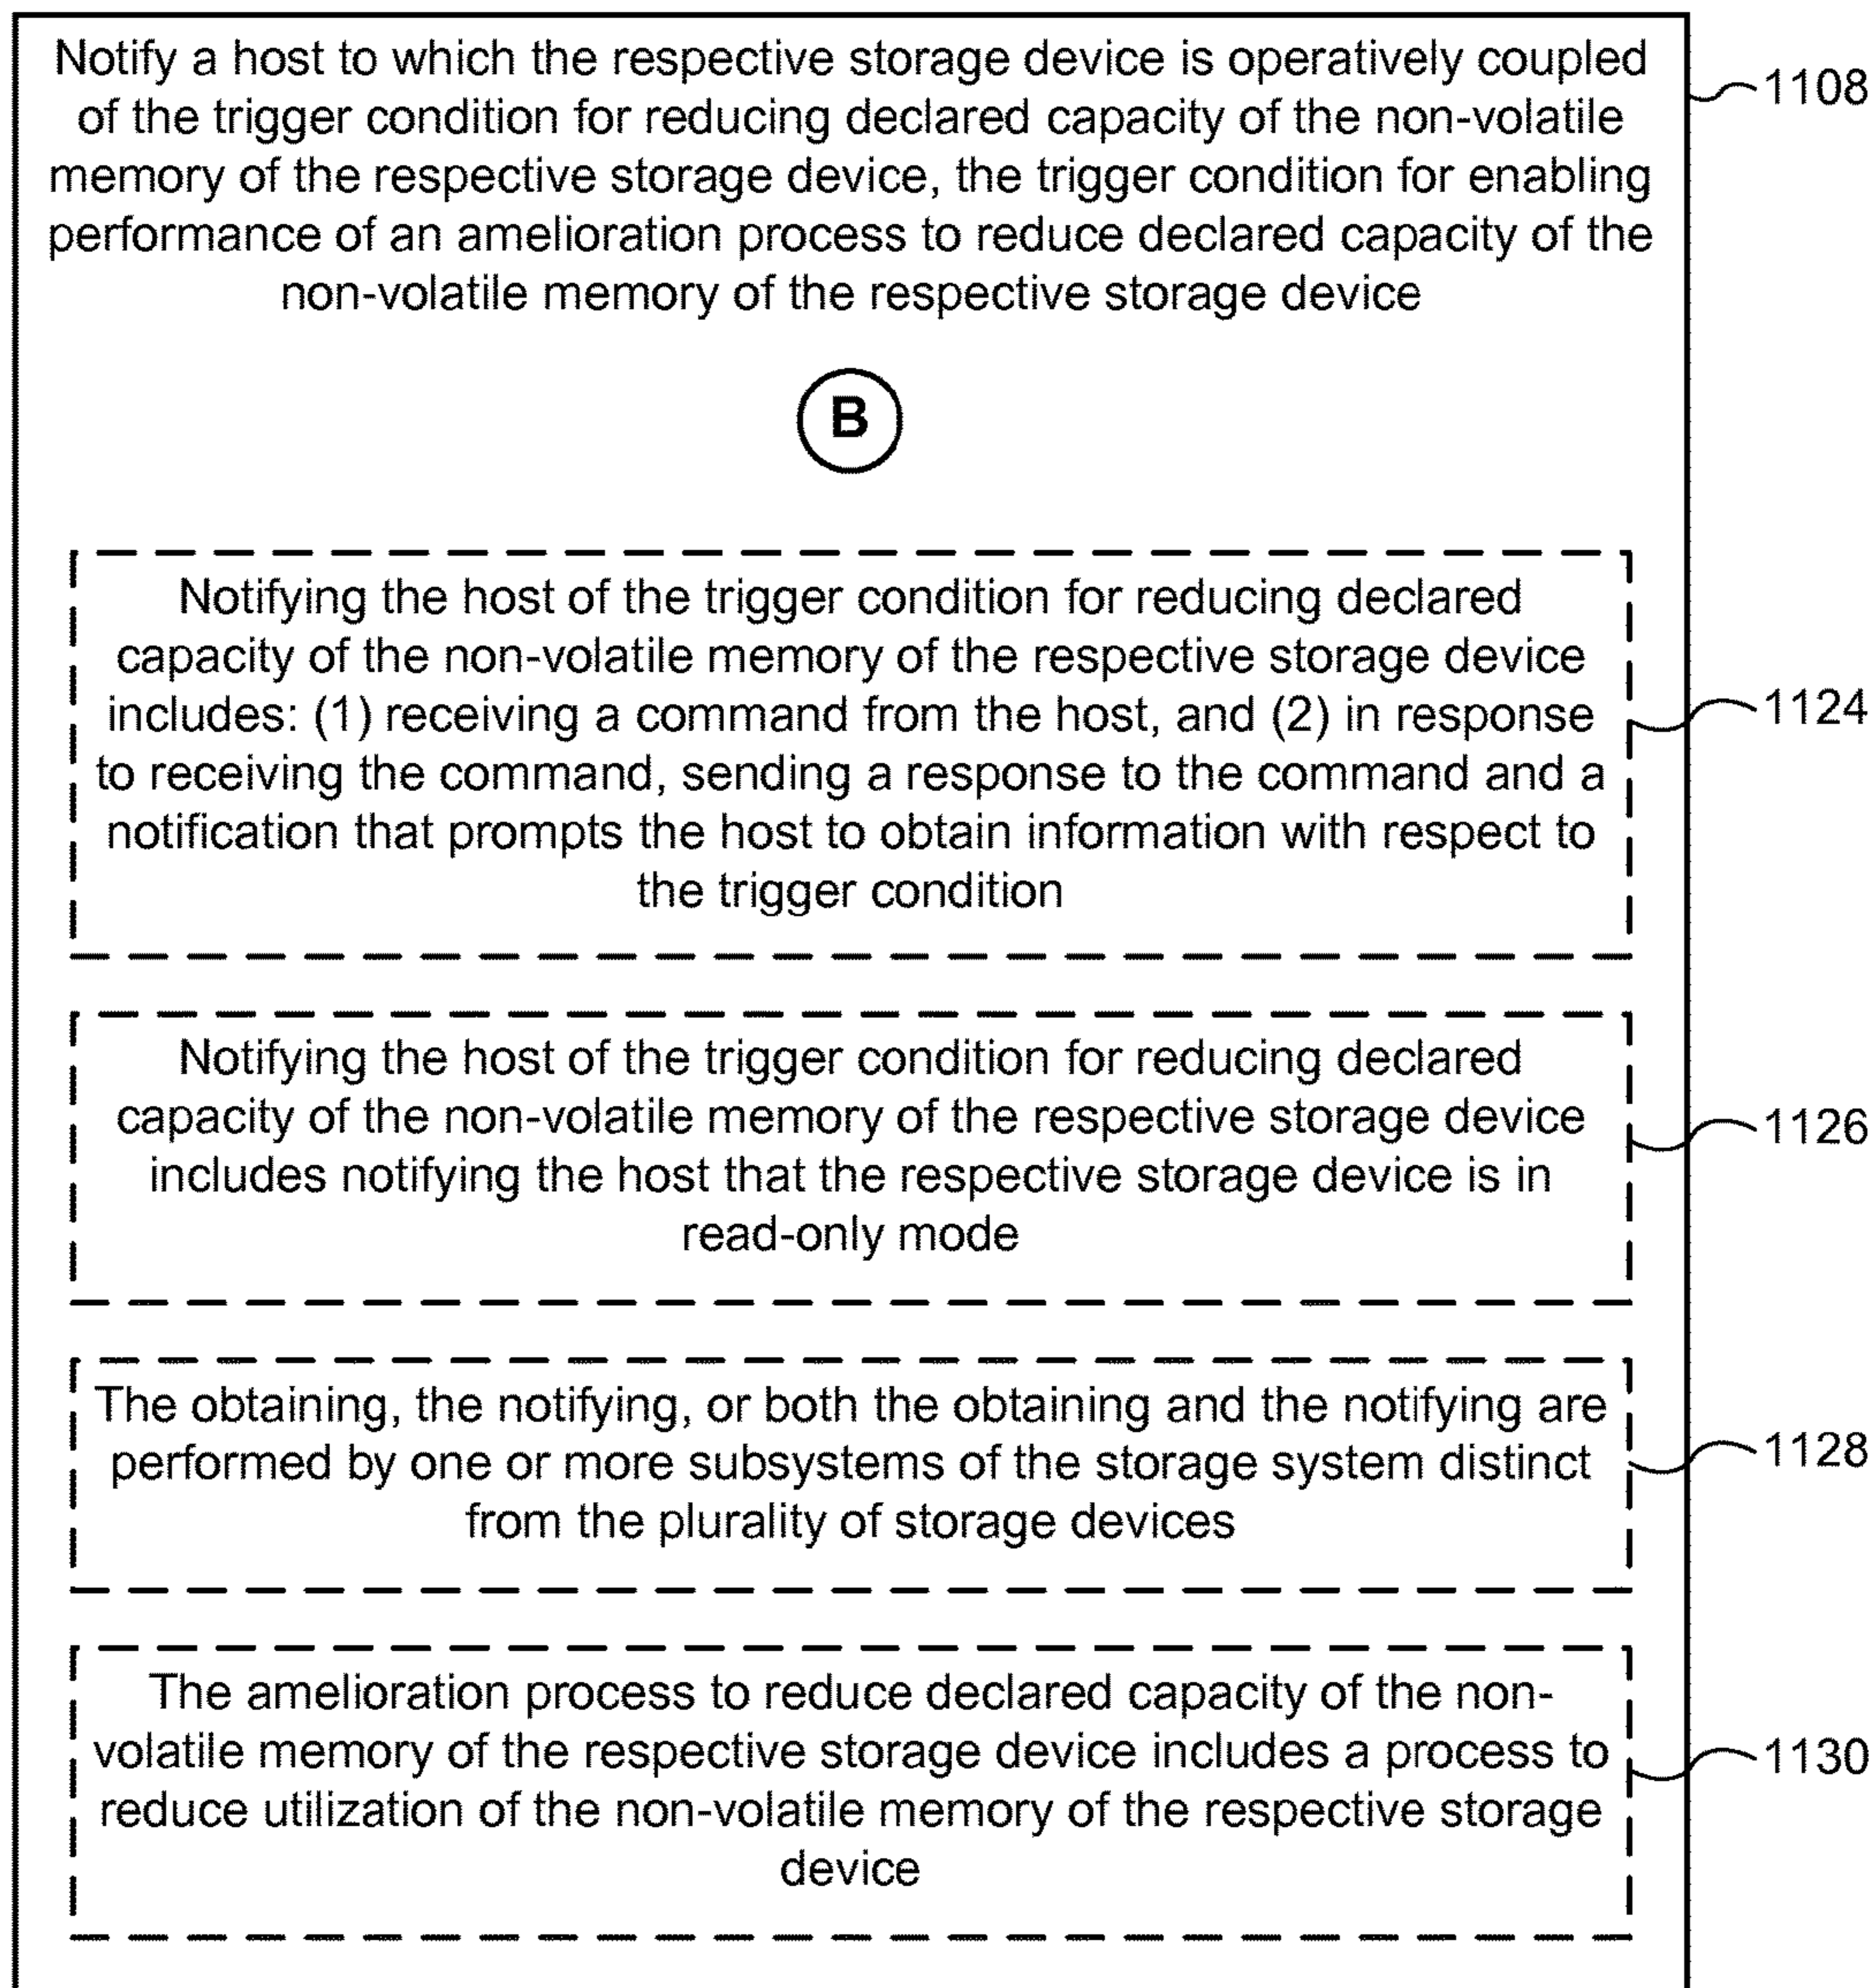 Notify a host to which the respective storage device is operatively coupled
of the trigger condition for reducing declared capacity of the non-volatile
memory of the respective storage device, the trigger condition for enabling
performance of an amelioration process to reduce declared capacity of the
non-volatile memory of the respective storage device
1108
B
Notifying the host of the trigger condition for reducing declared
capacity of the non-volatile memory of the respective storage device
includes: (1) receiving a command from the host, and (2) in response
to receiving the command, sending a response to the command and a
notification that prompts the host to obtain information with respect to
the trigger condition
1124
Notifying the host of the trigger condition for reducing declared
capacity of the non-volatile memory of the respective storage device
includes notifying the host that the respective storage device is in
read-only mode
1126
The obtaining, the notifying, or both the obtaining and the notifying are
performed by one or more subsystems of the storage system distinct
from the plurality of storage devices
1128
The amelioration process to reduce declared capacity of the non-
volatile memory of the respective storage device includes a process to
reduce utilization of the non-volatile memory of the respective storage
device
1130